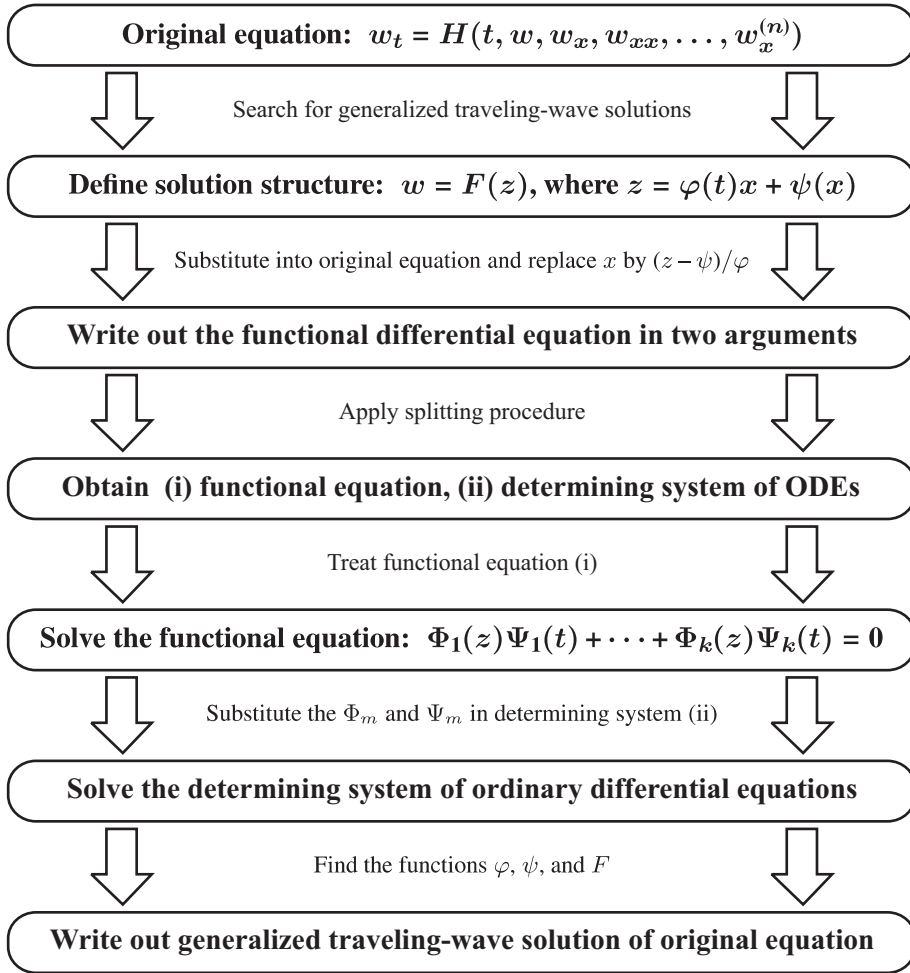 Original equation: w_t = H(t, w, w_x, w_{xx}, . . . , w_x^{(n)})
Search for generalized traveling-wave solutions
Define solution structure: w = F(z), where z = φ(t)x + ψ(x)
Substitute into original equation and replace x by (z − ψ)/φ
Write out the functional differential equation in two arguments
Apply splitting procedure
Obtain (i) functional equation, (ii) determining system of ODEs
Treat functional equation (i)
Solve the functional equation: Φ₁(z)Ψ₁(t) + · · · + Φ_k(z)Ψ_k(t) = 0
Substitute the Φ_m and Ψ_m in determining system (ii)
Solve the determining system of ordinary differential equations
Find the functions φ, ψ, and F
Write out generalized traveling-wave solution of original equation